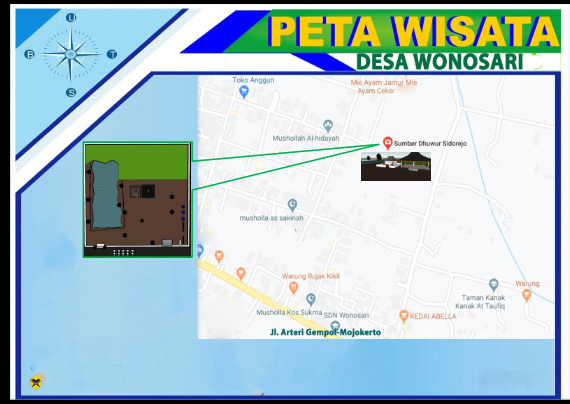 U
B
T
S
PETA WISATA
DESA WONOSARI
Toko Anggun
Mie Ayam Jamur Mie
Ayam Ceker
Mushollah Al-hidayah
Sumber Dhuwur Sidorejo
musholla as sakinah
Warung Rujak Kikil
Musholla Kos Sukma
SDN Wonosari
Taman Kanak
Kanak At Taufiq
Warung
KEDAI ABELLA
Jl. Arteri Gempol-Mojokerto